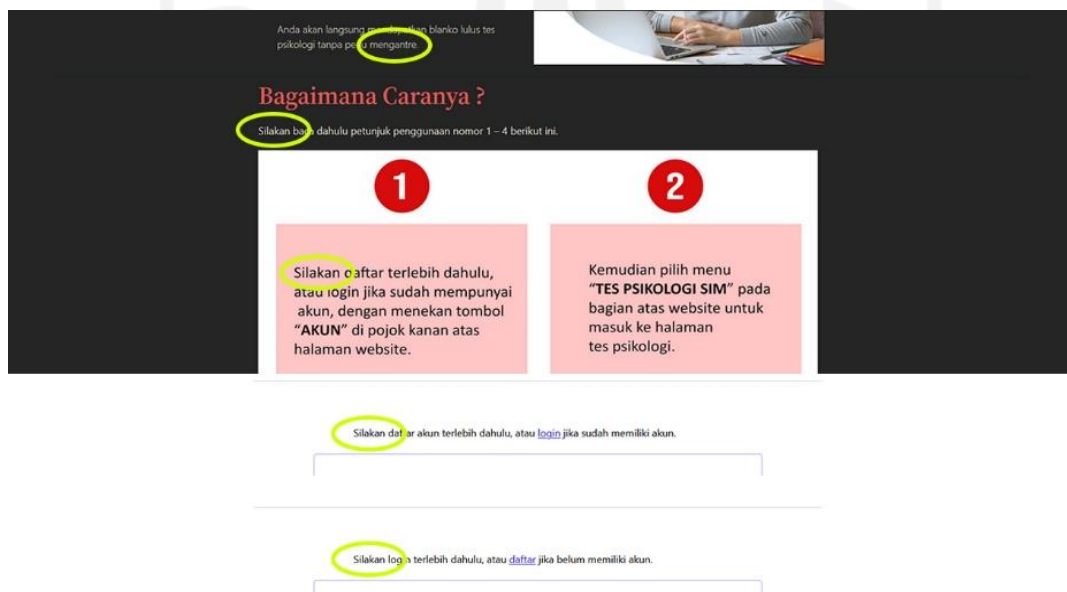 Anda akan langsung mendapatkan blanko lulus tes
psikologi tanpa perlu mengantre.
Bagaimana Caranya ?
Silakan baca dahulu petunjuk penggunaan nomor 1 – 4 berikut ini.
1
Silakan daftar terlebih dahulu,
atau login jika sudah mempunyai
akun, dengan menekan tombol
“AKUN” di pojok kanan atas
halaman website.
2
Kemudian pilih menu
“TES PSIKOLOGI SIM” pada
bagian atas website untuk
masuk ke halaman
tes psikologi.
Silakan daftar akun terlebih dahulu, atau login jika sudah memiliki akun.
Silakan login terlebih dahulu, atau daftar jika belum memiliki akun.